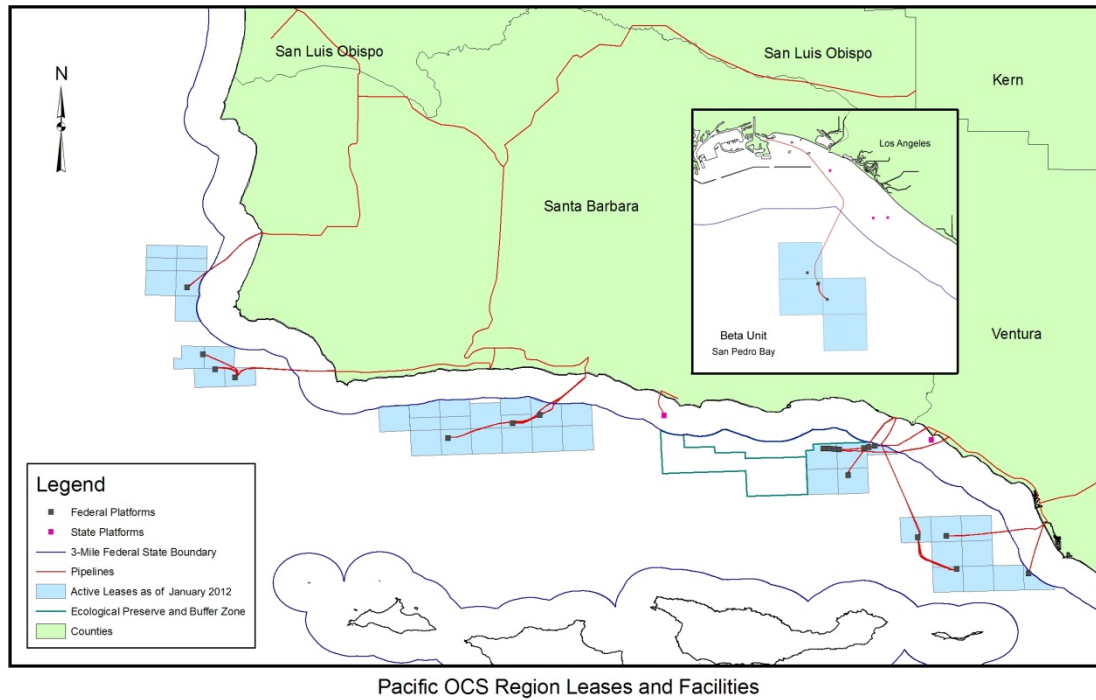 San Luis Obispo
San Luis Obispo
Kern
N
Los Angeles
Santa Barbara
Ventura
Beta Unit
San Pedro Bay
Legend
Federal Platforms
State Platforms
3-Mile Federal State Boundary
Pipelines
Active Leases as of January 2012
Ecological Preserve and Buffer Zone
Counties
Pacific OCS Region Leases and Facilities